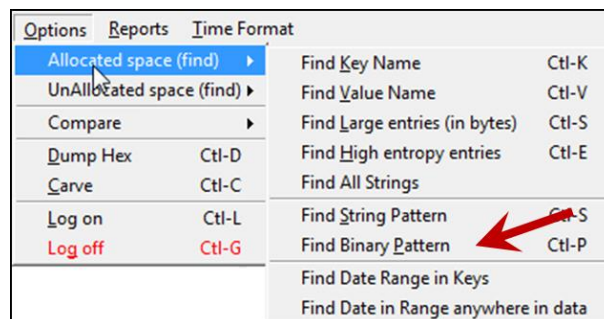 Options Reports Time Format
Allocated space (find)
UnAllocated space (find)
Compare
Dump Hex Ctl-D
Carve Ctl-C
Log on Ctl-L
Log off Ctl-G
Find Key Name Ctl-K
Find Value Name Ctl-V
Find Large entries (in bytes) Ctl-S
Find High entropy entries Ctl-E
Find All Strings
Find String Pattern Ctl-S
Find Binary Pattern Ctl-P
Find Date Range in Keys
Find Date in Range anywhere in data